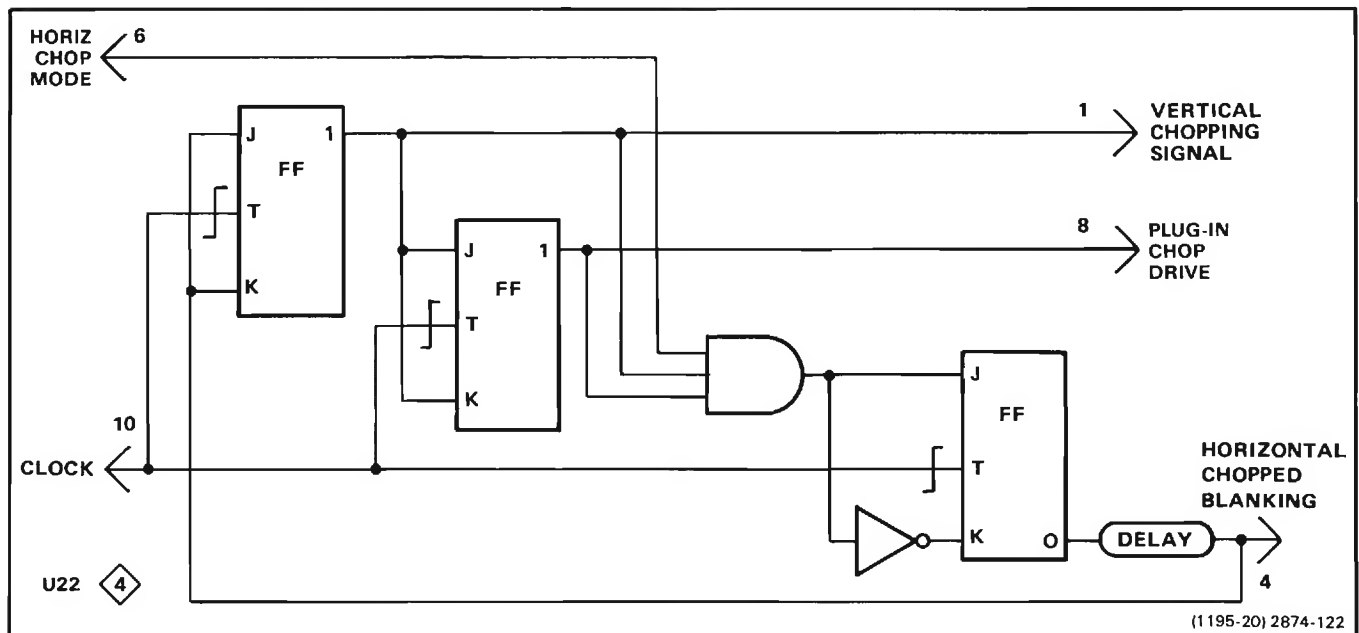 HORIZ
CHOP
MODE
6
J
1
FF
T
K
1
VERTICAL
CHOPPING
SIGNAL
J
1
FF
T
K
8
PLUG-IN
CHOP
DRIVE
10
CLOCK
J
FF
T
K
O
DELAY
HORIZONTAL
CHOPPED
BLANKING
4
U22 4
(1195-20) 2874-122